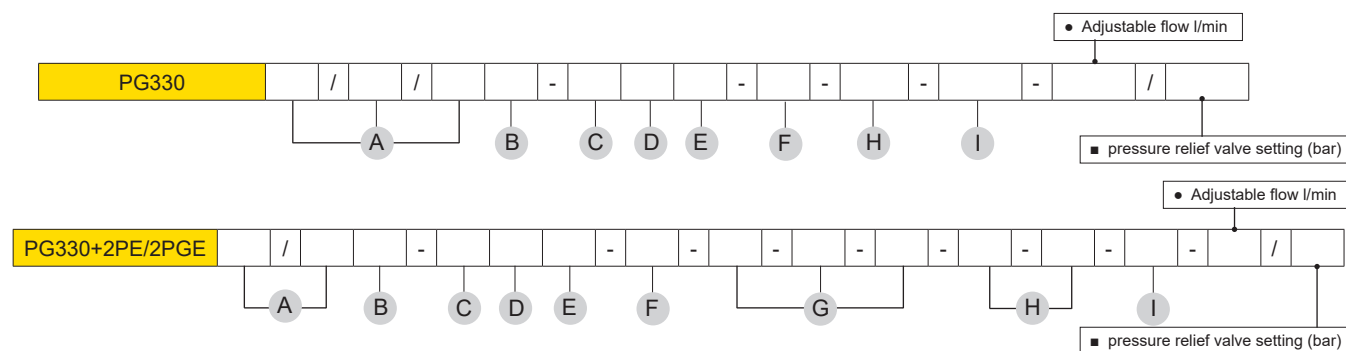 ● Adjustable flow l/min
PG330 / / - - - - - /
A B C D E F H I
■ pressure relief valve setting (bar)
● Adjustable flow l/min
PG330+2PE/2PGE / - - - - - - - - - /
A B C D E F G H I
■ pressure relief valve setting (bar)